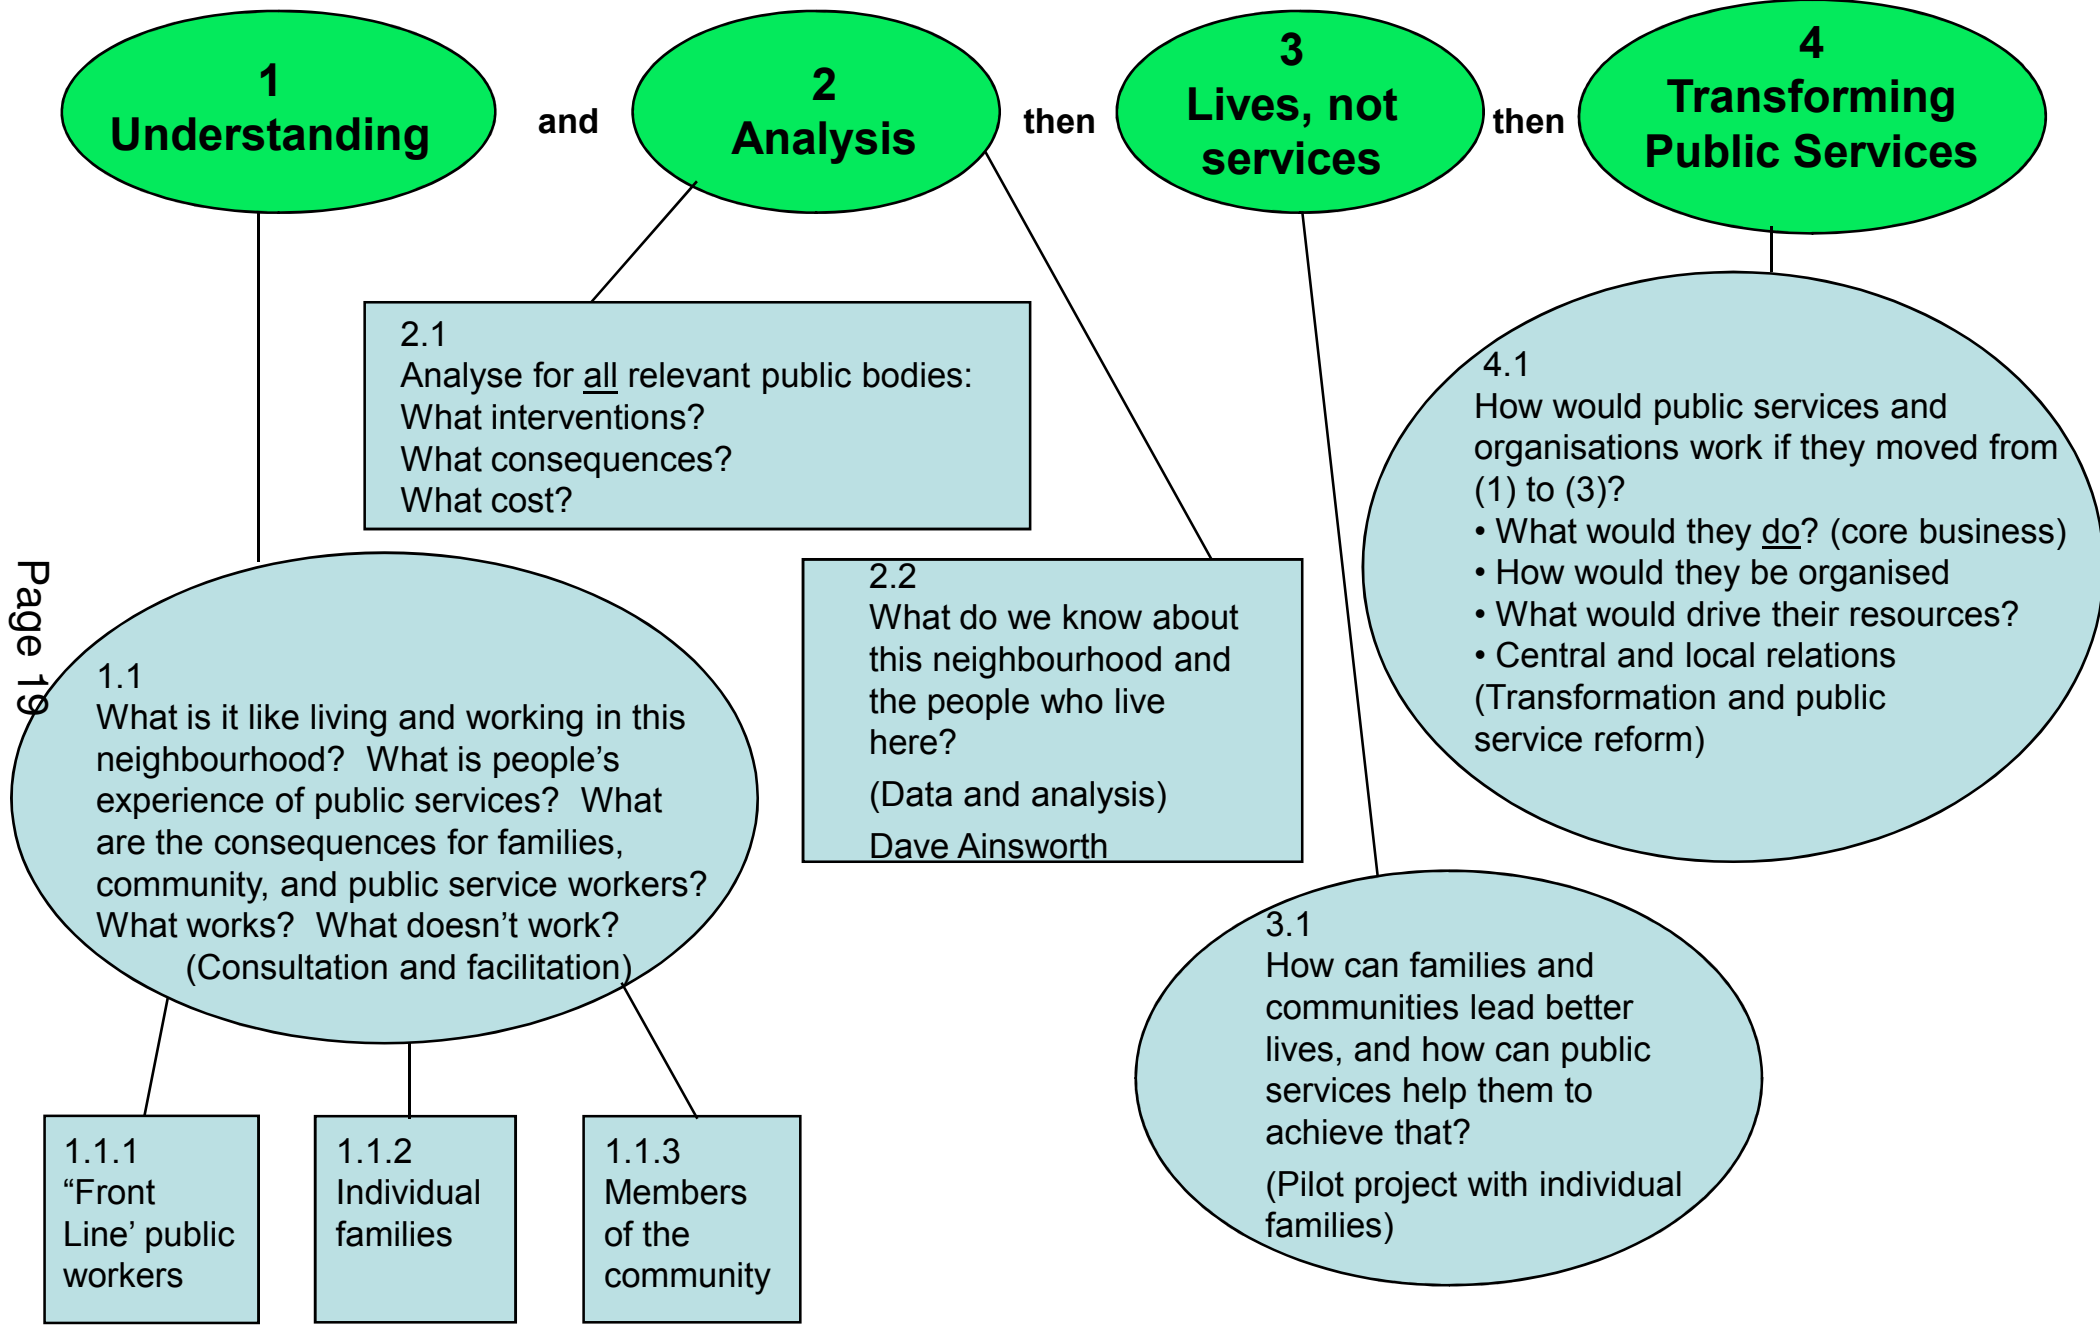 1
Understanding
and
2
Analysis
then
3
Lives, not
services
then
4
Transforming
Public Services
2.1
Analyse for all relevant public bodies:
What interventions?
What consequences?
What cost?
4.1
How would public services and
organisations work if they moved from
(1) to (3)?
• What would they do? (core business)
• How would they be organised
• What would drive their resources?
• Central and local relations
(Transformation and public
service reform)
2.2
What do we know about
this neighbourhood and
the people who live
here?
(Data and analysis)
Dave Ainsworth
Page 19
1.1
What is it like living and working in this
neighbourhood?  What is people’s
experience of public services?  What
are the consequences for families,
community, and public service workers?
What works?  What doesn’t work?
(Consultation and facilitation)
3.1
How can families and
communities lead better
lives, and how can public
services help them to
achieve that?
(Pilot project with individual
families)
1.1.1
“Front
Line’ public
workers
1.1.2
Individual
families
1.1.3
Members
of the
community